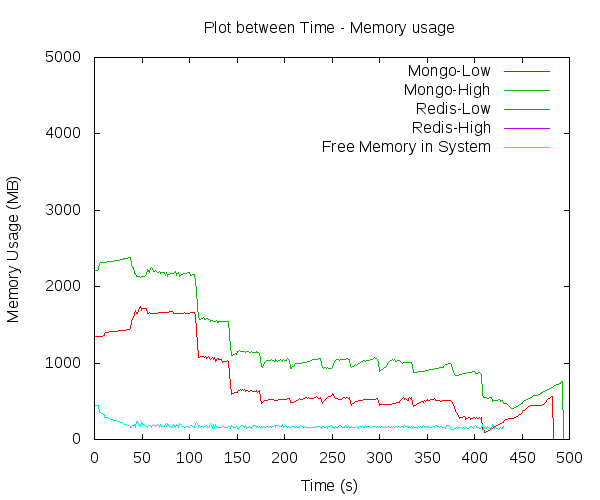 Plot between Time - Memory usage
Mongo-Low
Mongo-High
Redis-Low
Redis-High
Free Memory in System
Memory Usage (MB)
5000
4000
3000
2000
1000
0
0 50 100 150 200 250 300 350 400 450 500
Time (s)